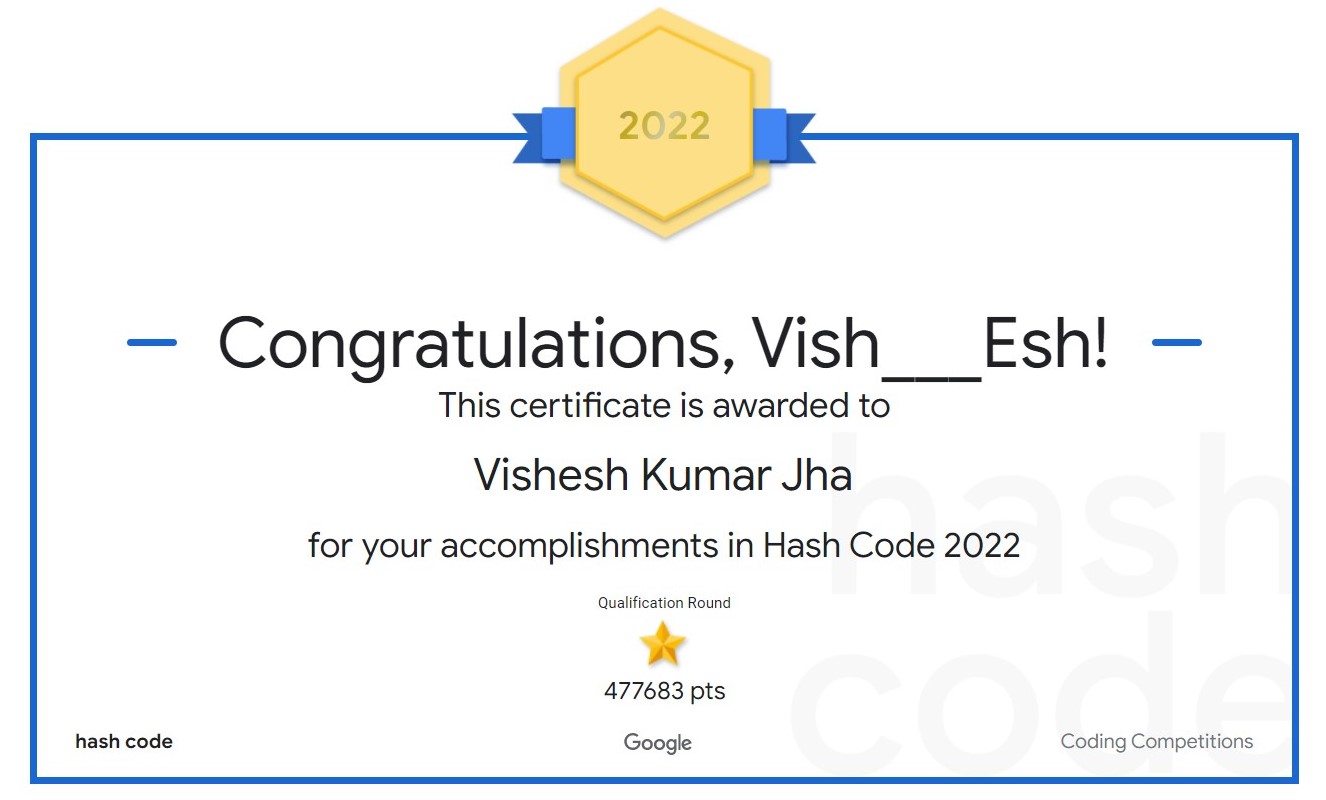 2022
Congratulations, Vish___Esh!
This certificate is awarded to
Vishesh Kumar Jha
for your accomplishments in Hash Code 2022
Qualification Round
477683 pts
hash code
Google
Coding Competitions
hash
code